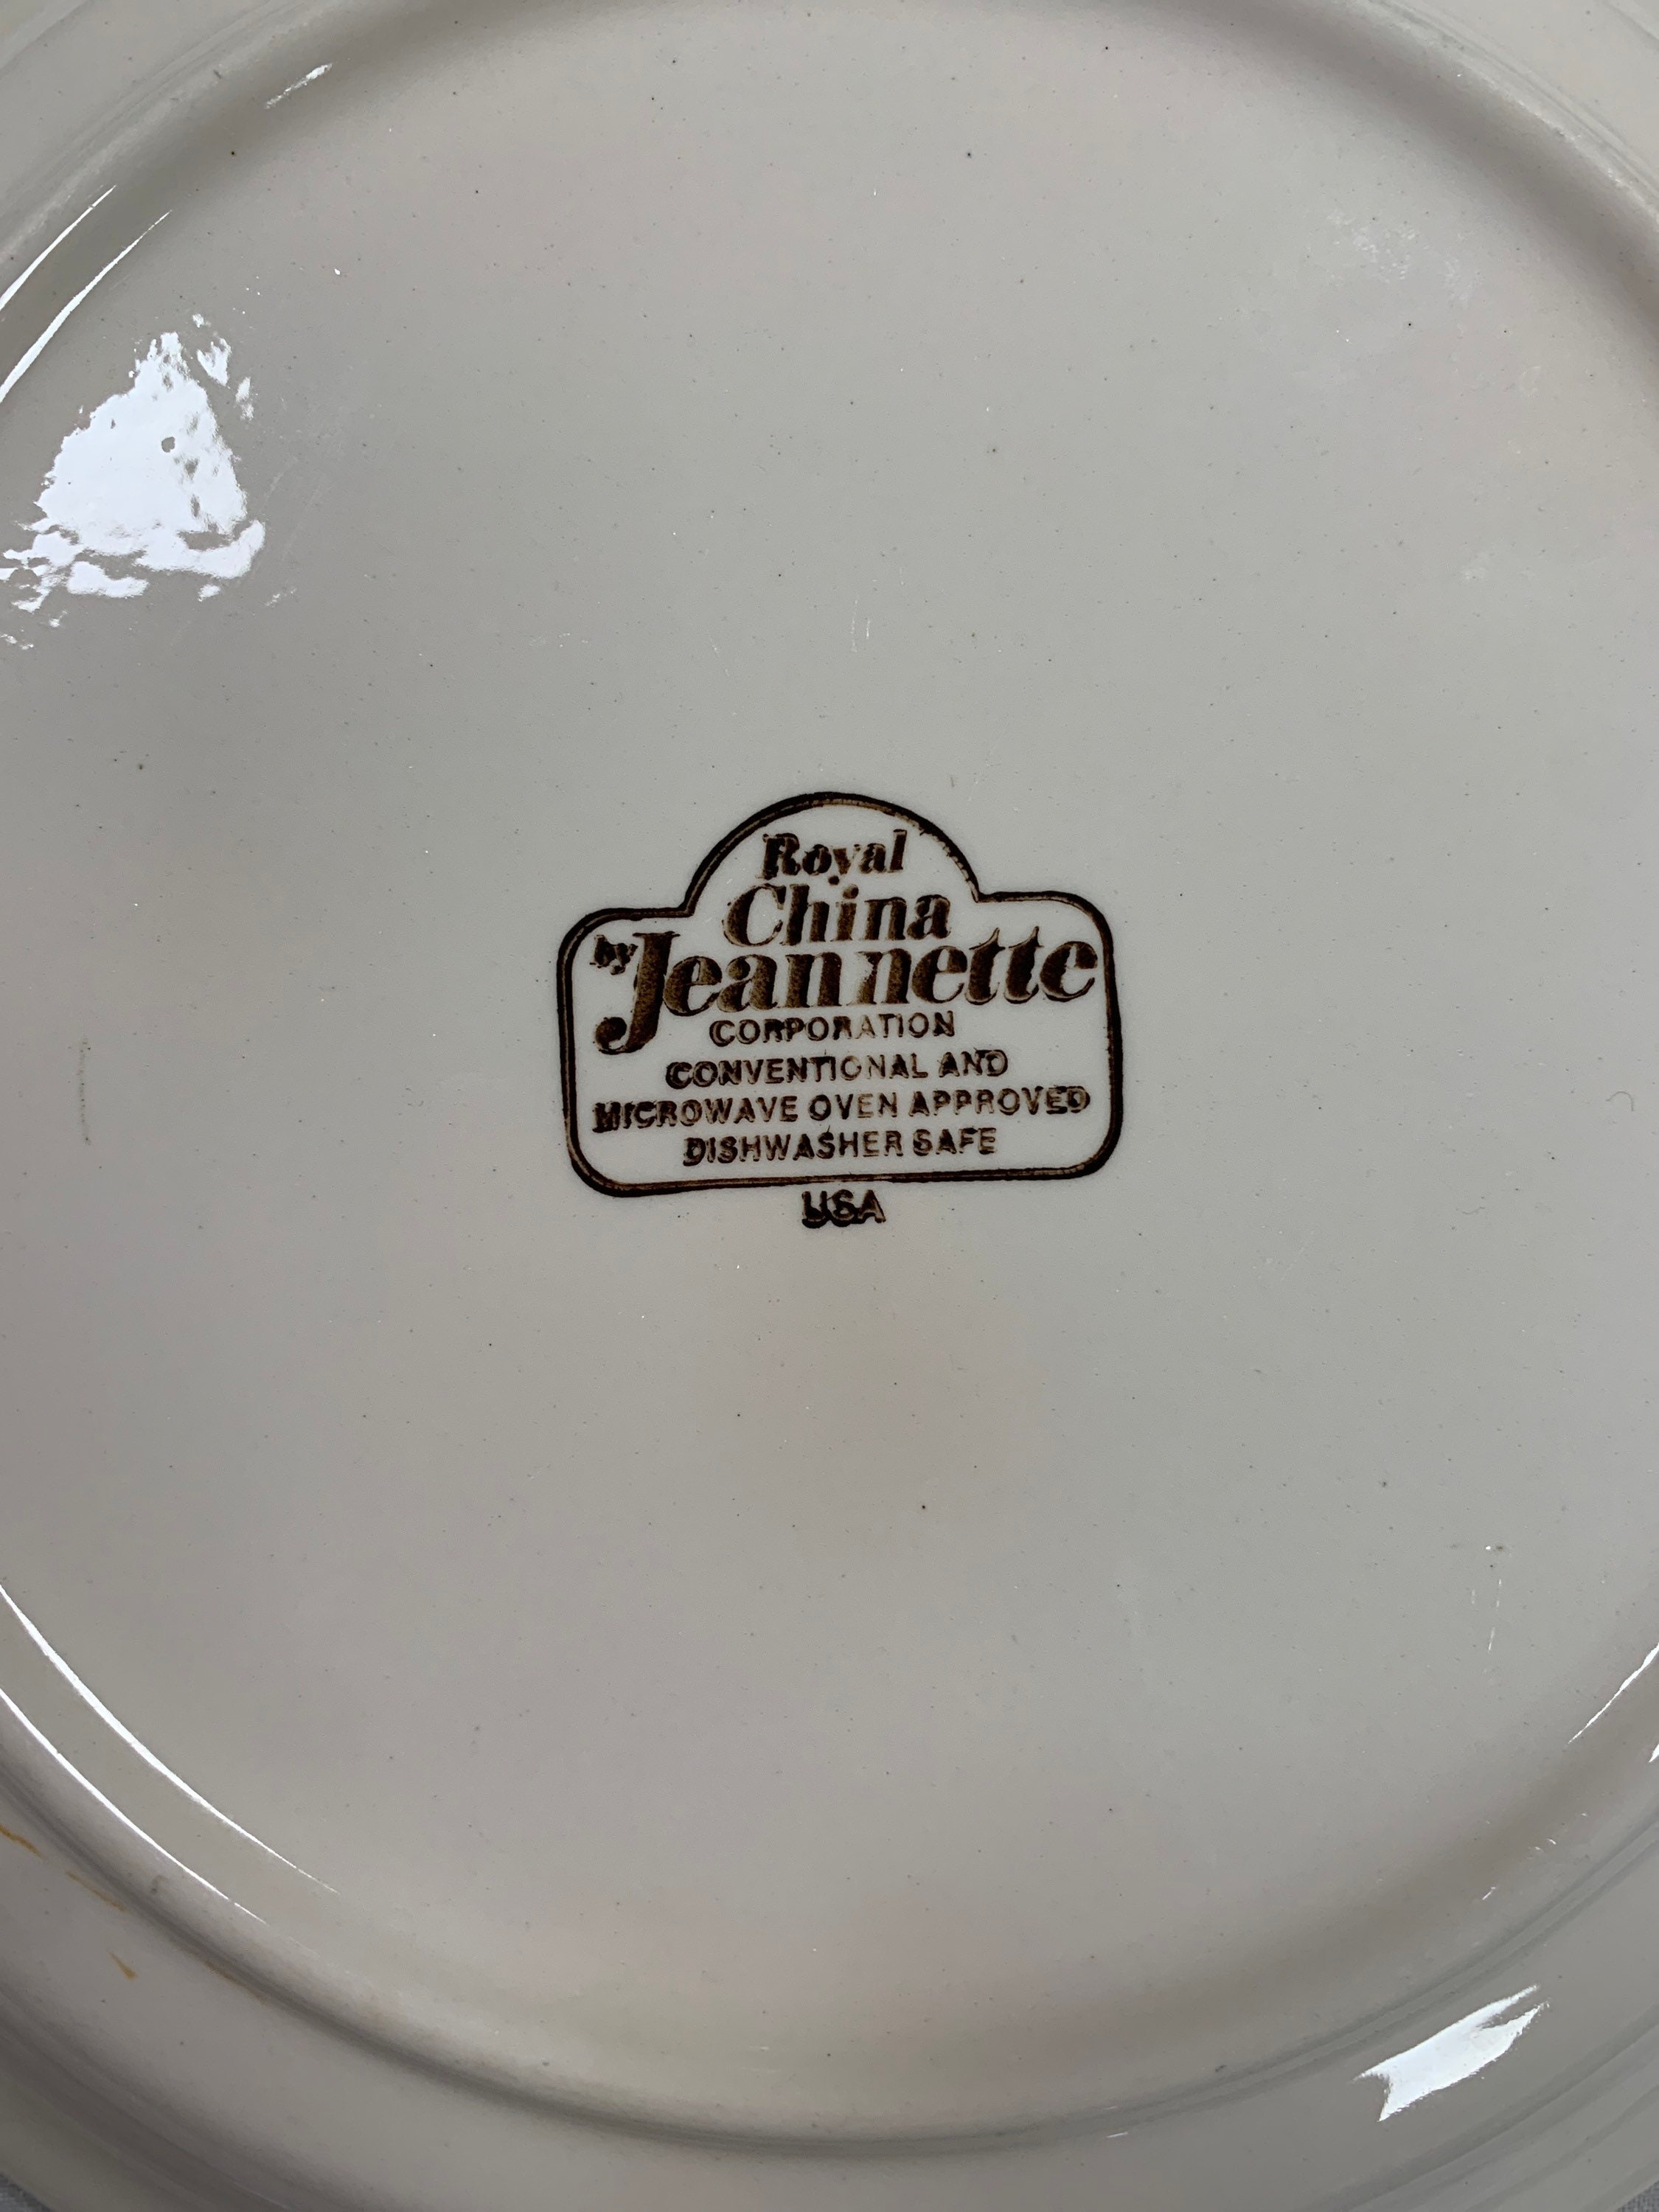 Royal
China
by Jeannette
CORPORATION
CONVENTIONAL AND
MICROWAVE OVEN APPROVED
DISHWASHER SAFE
USA